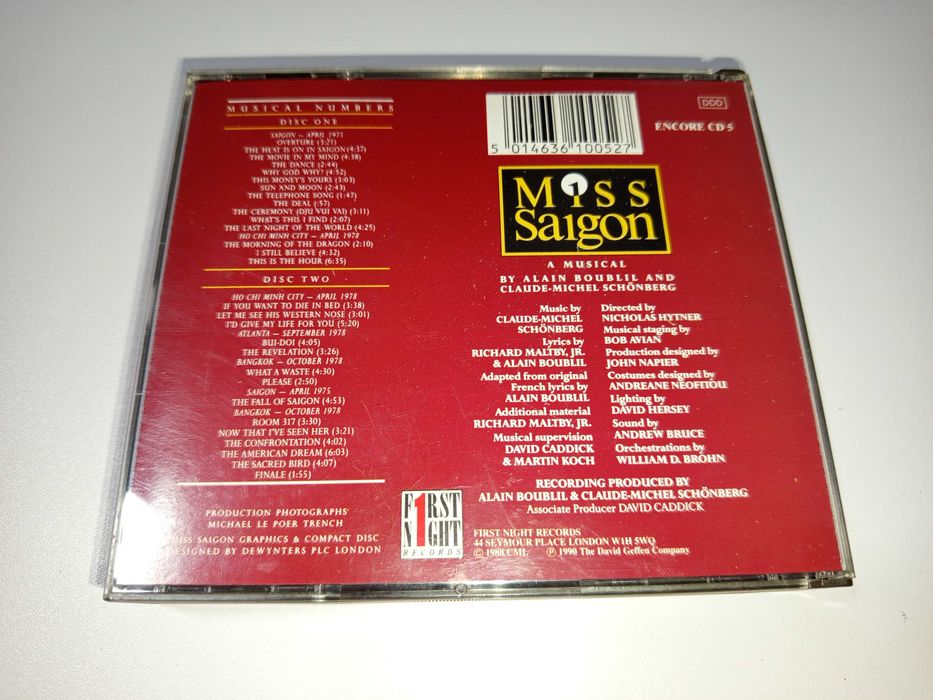 MUSICAL NUMBERS
DISC ONE
SAIGON – APRIL 1975
OVERTURE (3:21)
THE HEAT IS ON IN SAIGON (4:37)
THE MOVIE IN MY MIND (4:38)
THE DANCE (2:44)
WHY GOD WHY? (4:52)
THIS MONEY'S YOURS (3:03)
SUN AND MOON (2:43)
THE TELEPHONE SONG (1:47)
THE DEAL (:57)
THE CEREMONY (DJU VUI VAI) (3:11)
WHAT'S THIS I FIND (2:07)
THE LAST NIGHT OF THE WORLD (4:25)
HO CHI MINH CITY – APRIL 1978
THE MORNING OF THE DRAGON (2:10)
I STILL BELIEVE (4:32)
THIS IS THE HOUR (6:35)
DISC TWO
HO CHI MINH CITY – APRIL 1978
IF YOU WANT TO DIE IN BED (3:38)
LET ME SEE HIS WESTERN NOSE (3:01)
I'D GIVE MY LIFE FOR YOU (5:20)
ATLANTA – SEPTEMBER 1978
BUI-DOI (4:05)
THE REVELATION (3:26)
BANGKOK – OCTOBER 1978
WHAT A WASTE (4:30)
PLEASE (2:50)
SAIGON – APRIL 1975
THE FALL OF SAIGON (4:53)
BANGKOK – OCTOBER 1978
ROOM 317 (3:30)
NOW THAT I'VE SEEN HER (3:21)
THE CONFRONTATION (4:02)
THE AMERICAN DREAM (6:03)
THE SACRED BIRD (4:07)
FINALE (1:55)
PRODUCTION PHOTOGRAPHS
MICHAEL LE POER TRENCH
MISS SAIGON GRAPHICS & COMPACT DISC
DESIGNED BY DEWYNTERS PLC LONDON
5 014636 100527
DDD
ENCORE CD 5
Miss
Saigon
A MUSICAL
BY ALAIN BOUBLIL AND
CLAUDE-MICHEL SCHÖNBERG
Music by
CLAUDE-MICHEL
SCHÖNBERG
Lyrics by
RICHARD MALTBY, JR.
& ALAIN BOUBLIL
Adapted from original
French lyrics by
ALAIN BOUBLIL
Additional material
RICHARD MALTBY, JR.
Musical supervision
DAVID CADDICK
& MARTIN KOCH
Directed by
NICHOLAS HYTNER
Musical staging by
BOB AVIAN
Production designed by
JOHN NAPIER
Costumes designed by
ANDREANE NEOFITOU
Lighting by
DAVID HERSEY
Sound by
ANDREW BRUCE
Orchestrations by
WILLIAM D. BROHN
RECORDING PRODUCED BY
ALAIN BOUBLIL & CLAUDE-MICHEL SCHÖNBERG
Associate Producer DAVID CADDICK
F1RST
N1GHT
RECORDS
FIRST NIGHT RECORDS
44 SEYMOUR PLACE LONDON W1H 5WQ
© 1988 CML ℗ 1990 The David Geffen Company